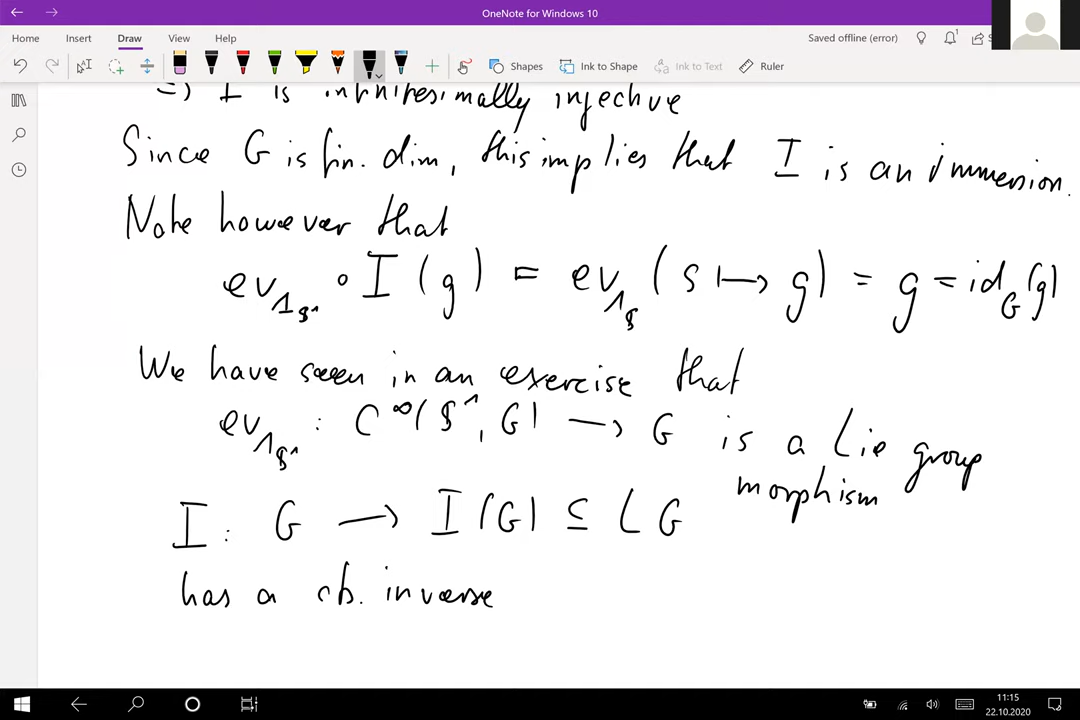 OneNote for Windows 10
Home Insert Draw View Help
Saved offline (error)
Shapes Ink to Shape Ink to Text Ruler
=) I is infinitesimally injective
Since G is fin. dim, this implies that I is an immersion.
Note however that
ev_{1_{S^1}} ∘ I(g) = ev_{1_S}(s ↦ g) = g = id_G(g)
We have seen in an exercise that
ev_{1_{S^1}} : C^∞(S^1, G) → G is a Lie group
morphism
I : G → I(G) ⊆ LG
has a cts. inverse
11:15
22.10.2020